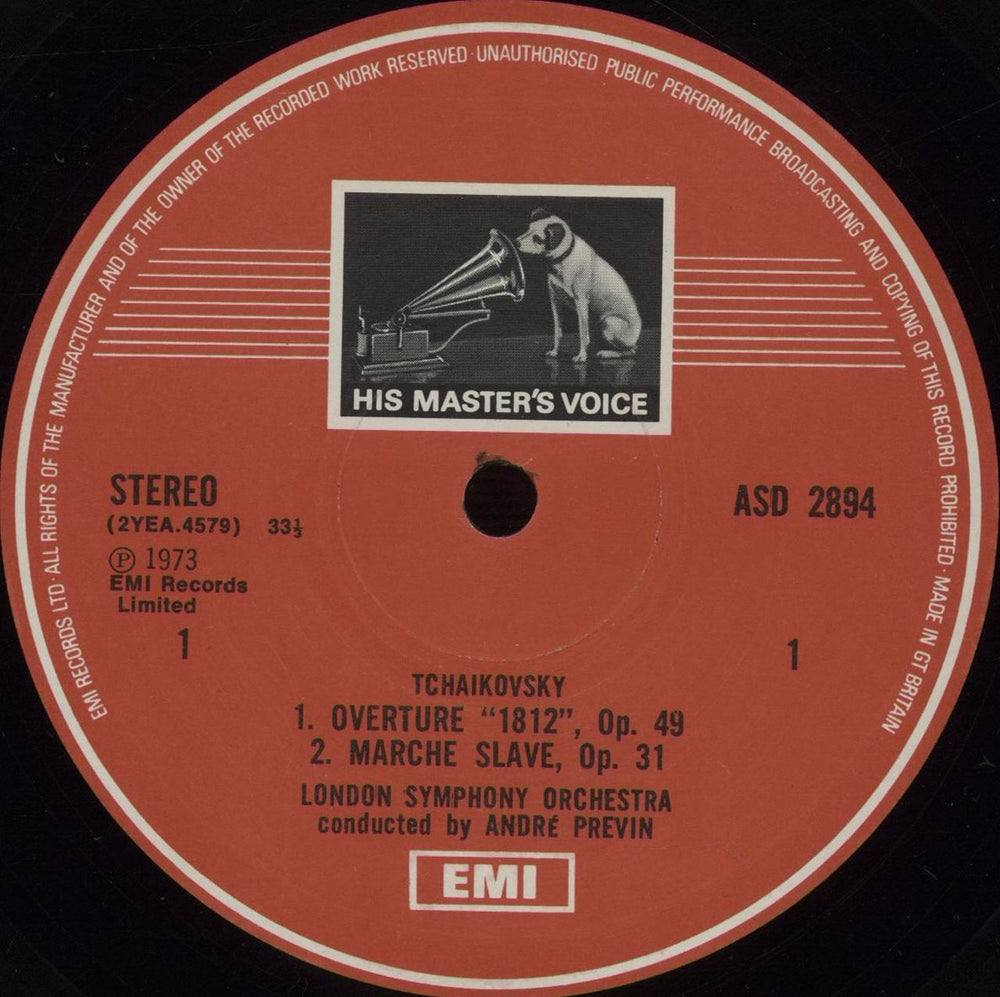 EMI RECORDS LTD · ALL RIGHTS OF THE MANUFACTURER AND OF THE OWNER OF THE RECORDED WORK RESERVED · UNAUTHORISED PUBLIC PERFORMANCE BROADCASTING AND COPYING OF THIS RECORD PROHIBITED · MADE IN GT BRITAIN
HIS MASTER'S VOICE
STEREO
(2YEA.4579) 33⅓
ASD 2894
Ⓟ 1973
EMI Records
Limited
1
1
TCHAIKOVSKY
1. OVERTURE “1812”, Op. 49
2. MARCHE SLAVE, Op. 31
LONDON SYMPHONY ORCHESTRA
conducted by ANDRÉ PREVIN
EMI